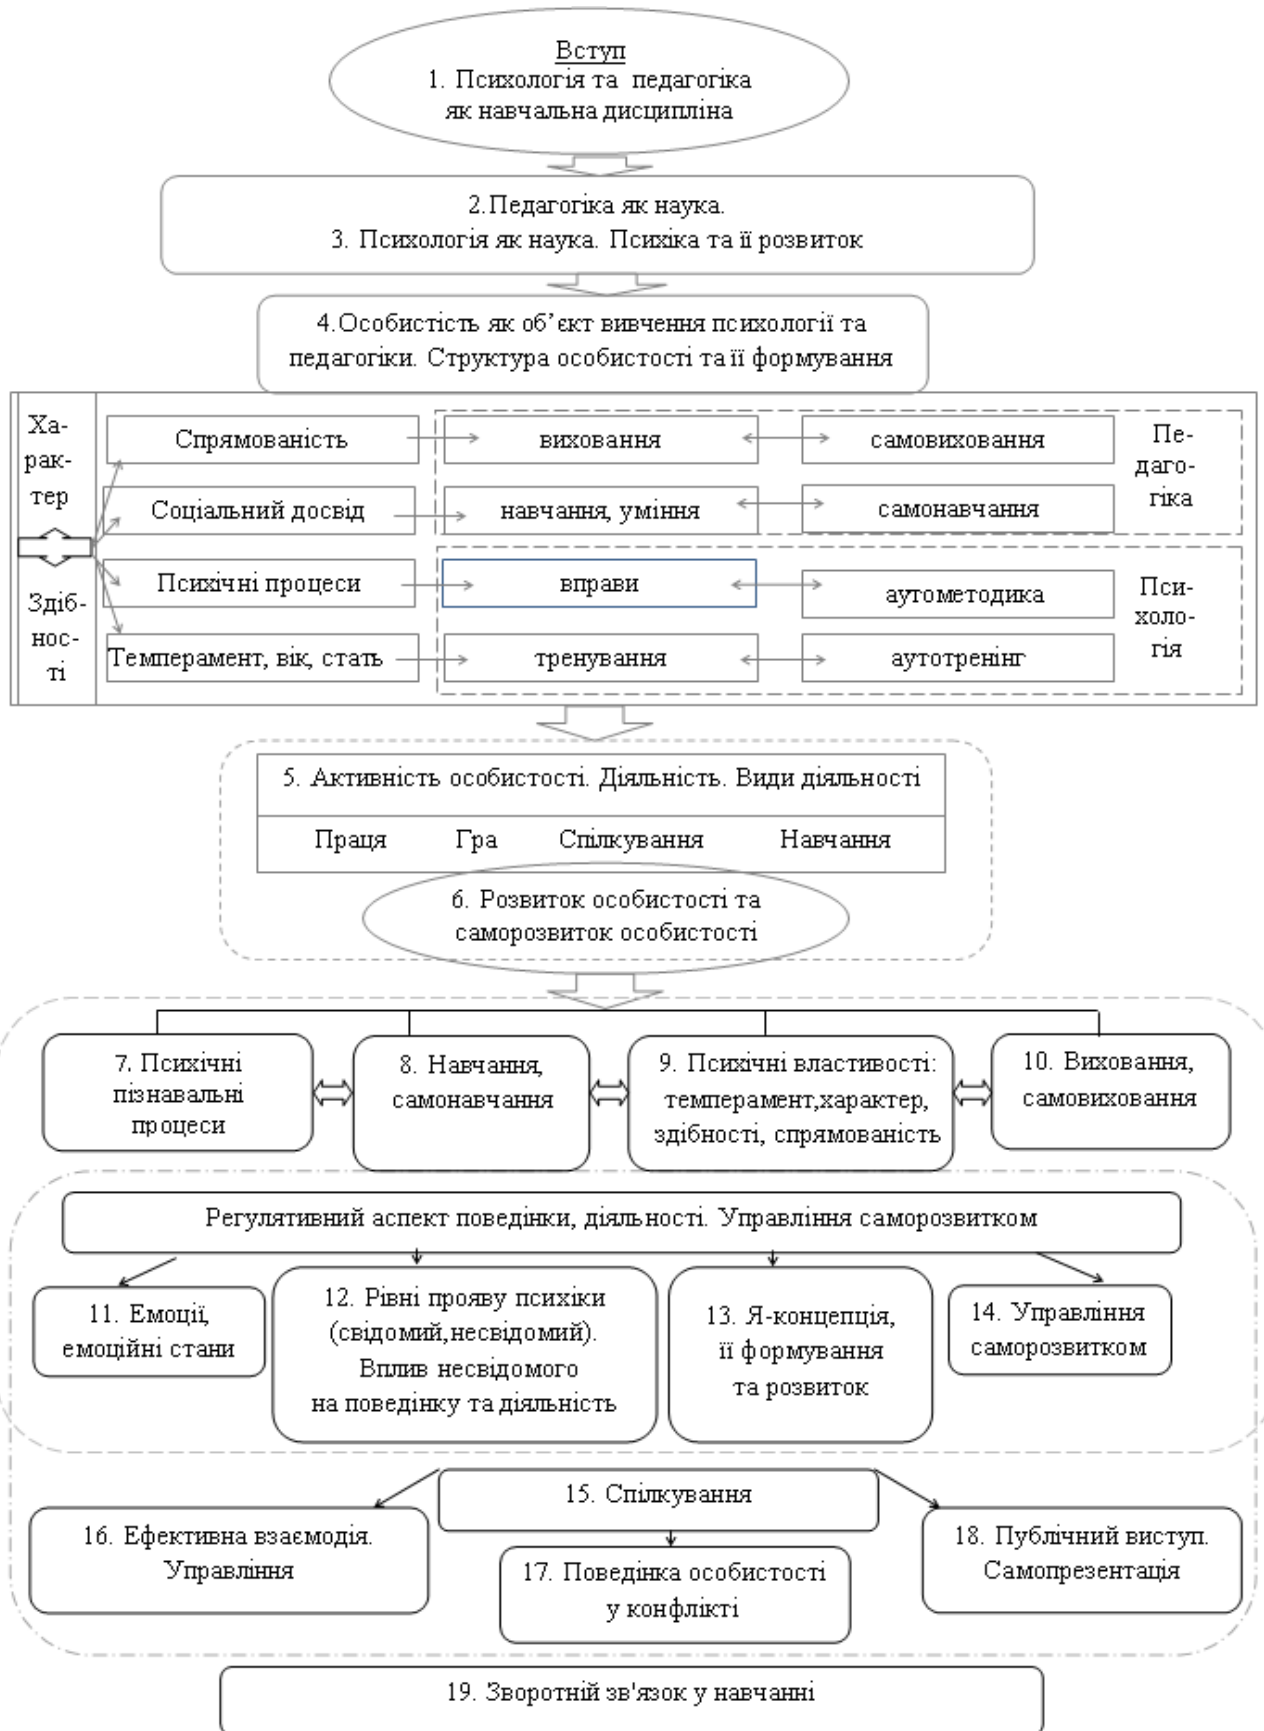 Вступ
1. Психологія та педагогіка
як навчальна дисципліна
2.Педагогіка як наука.
3. Психологія як наука. Психіка та її розвиток
4.Особистість як об’єкт вивчення психології та
педагогіки. Структура особистості та її формування
Ха-
рак-
тер
Здіб-
нос-
ті
Спрямованість
виховання
самовиховання
Соціальний досвід
навчання, уміння
самонавчання
Пе-
даго-
гіка
Психічні процеси
вправи
аутометодика
Темперамент, вік, стать
тренування
аутотренінг
Пси-
холо-
гія
5. Активність особистості. Діяльність. Види діяльності
Праця Гра Спілкування Навчання
6. Розвиток особистості та
саморозвиток особистості
7. Психічні
пізнавальні
процеси
8. Навчання,
самонавчання
9. Психічні властивості:
темперамент,характер,
здібності, спрямованість
10. Виховання,
самовиховання
Регулятивний аспект поведінки, діяльності. Управління саморозвитком
11. Емоції,
емоційні стани
12. Рівні прояву психіки
(свідомий,несвідомий).
Вплив несвідомого
на поведінку та діяльність
13. Я-концепція,
її формування
та розвиток
14. Управління
саморозвитком
15. Спілкування
16. Ефективна взаємодія.
Управління
17. Поведінка особистості
у конфлікті
18. Публічний виступ.
Самопрезентація
19. Зворотній зв'язок у навчанні